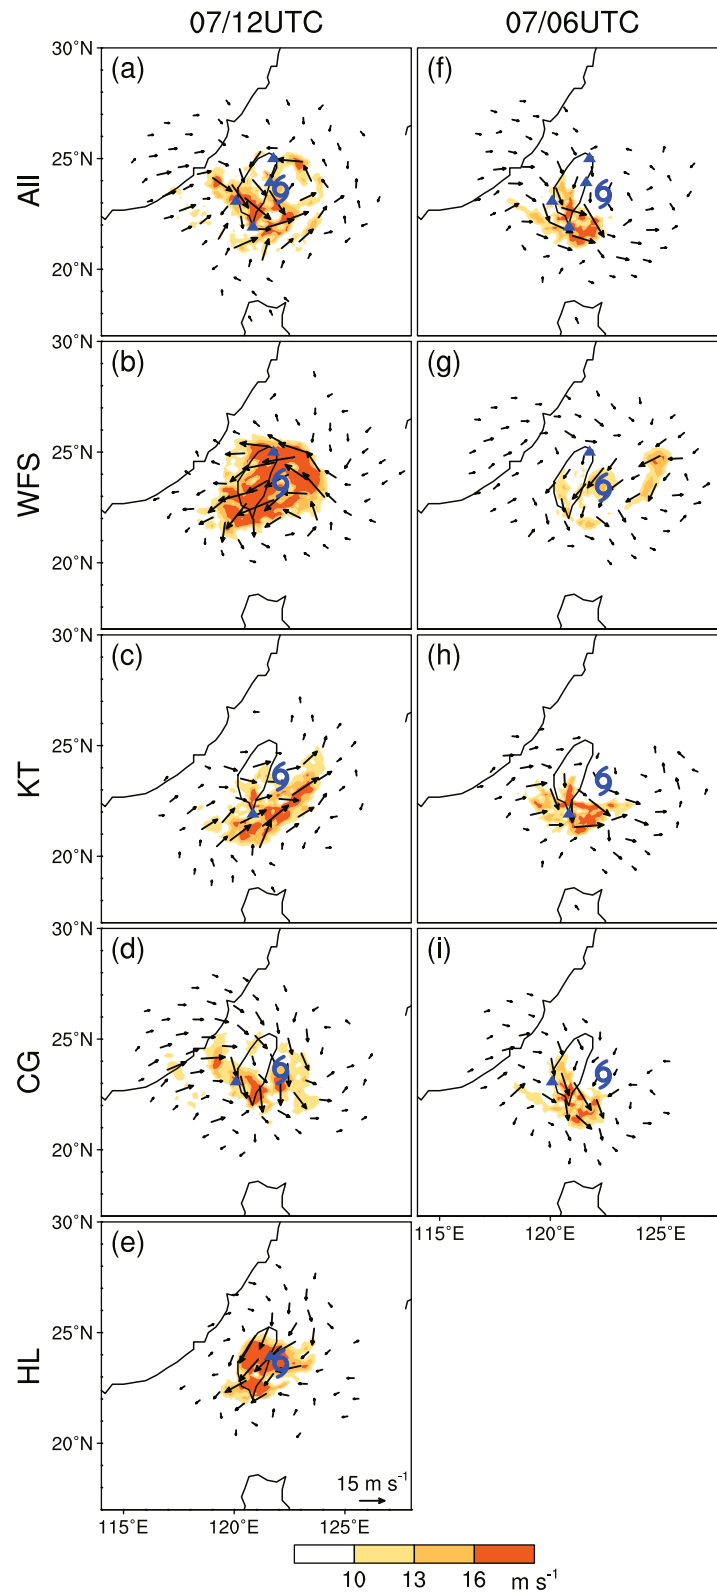 07/12UTC 07/06UTC
All
30°N (a) (f)
25°N
20°N
WFS
30°N (b) (g)
25°N
20°N
KT
30°N (c) (h)
25°N
20°N
CG
30°N (d) (i)
25°N
20°N
115°E 120°E 125°E
HL
30°N (e)
25°N
20°N
15 m s⁻¹
115°E 120°E 125°E
10 13 16 m s⁻¹